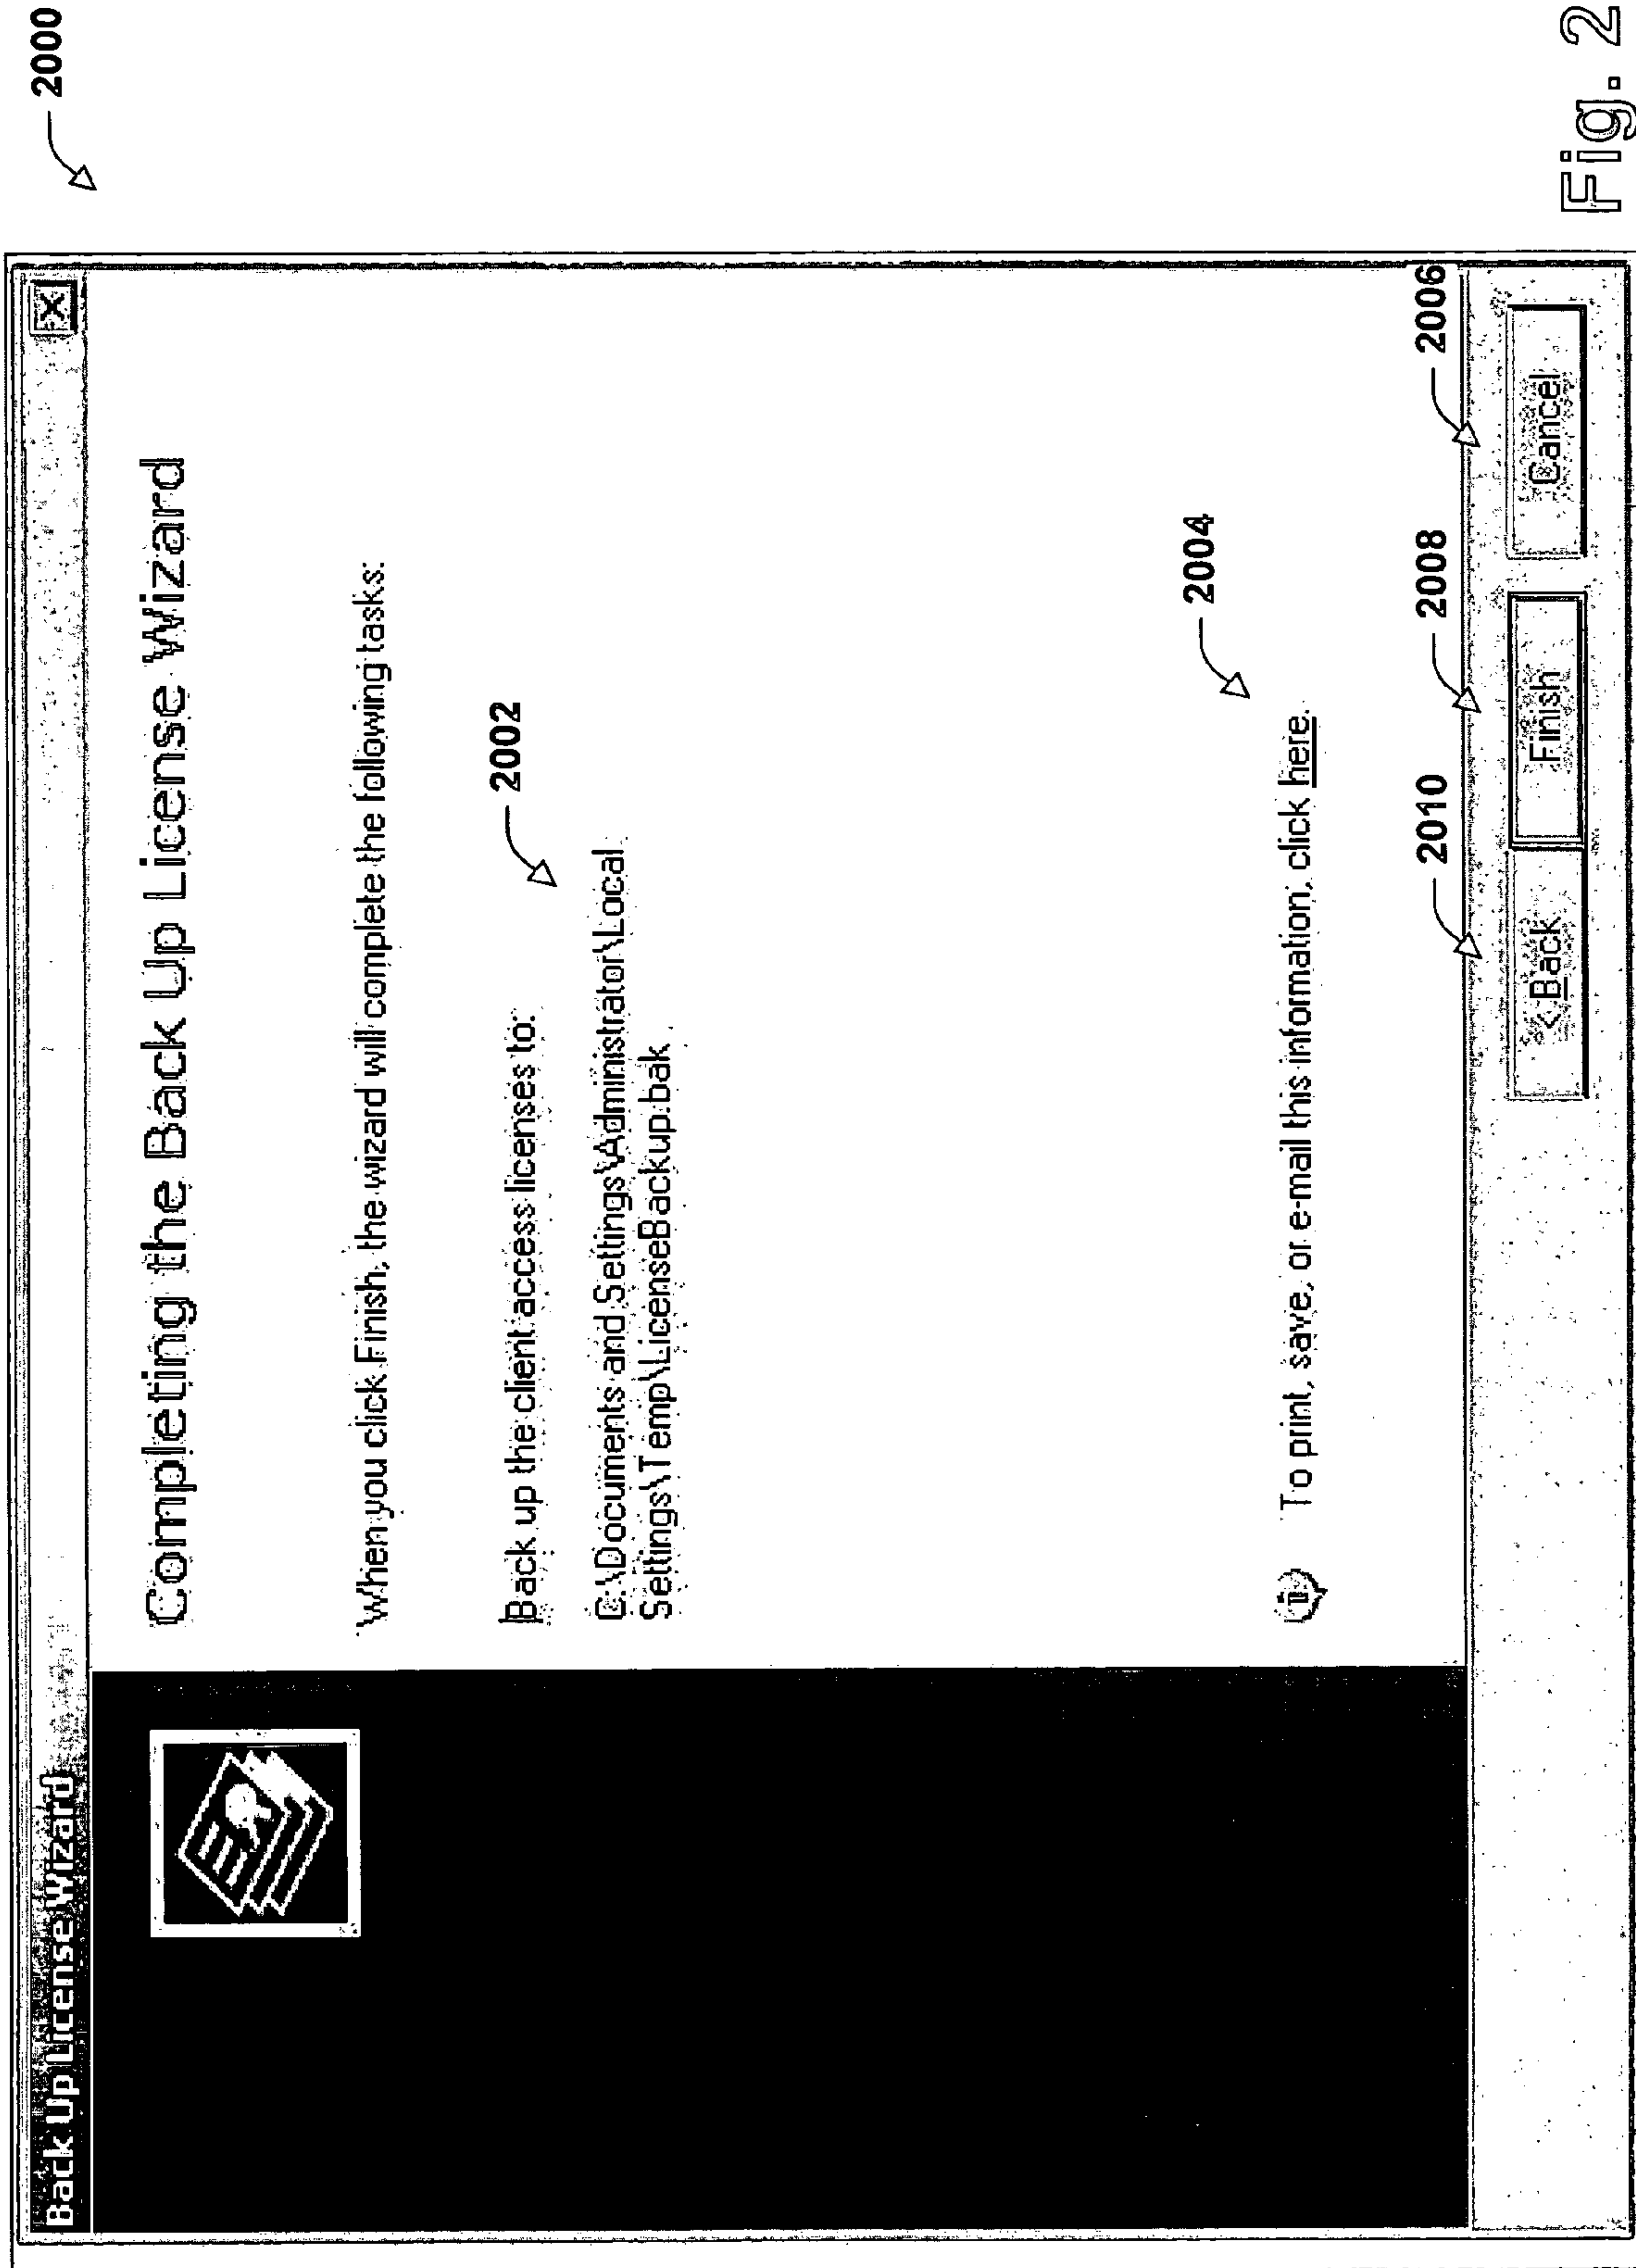 2000
Back Up License Wizard
Completing the Back Up License Wizard
When you click Finish, the wizard will complete the following tasks:
2002
Back up the client access licenses to:
C:\Documents and Settings\Administrator\Local
Settings\Temp\LicenseBackup.bak
2004
To print, save, or e-mail this information, click here.
2010
2008
2006
< Back
Finish
Cancel
Fig. 2